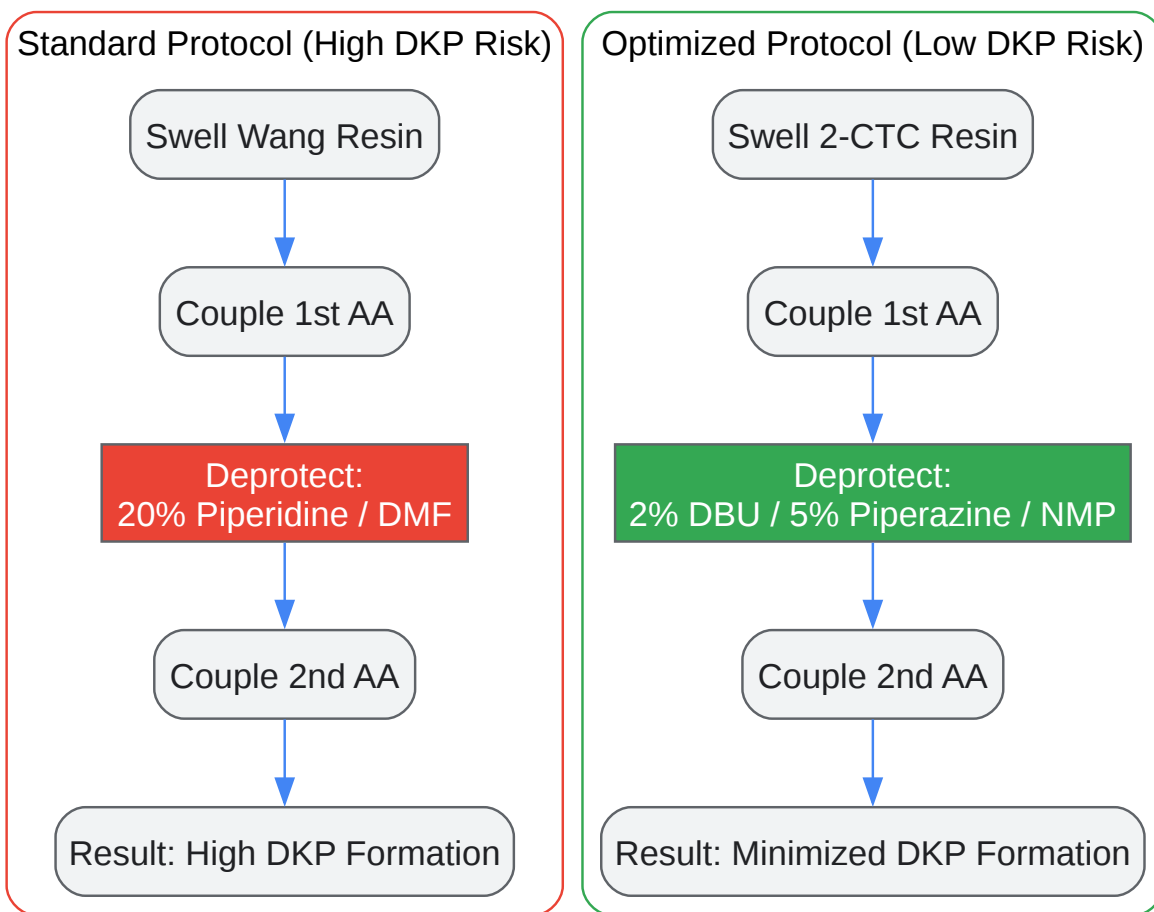 Standard Protocol (High DKP Risk)
Swell Wang Resin
Couple 1st AA
Deprotect:
20% Piperidine / DMF
Couple 2nd AA
Result: High DKP Formation
Optimized Protocol (Low DKP Risk)
Swell 2-CTC Resin
Couple 1st AA
Deprotect:
2% DBU / 5% Piperazine / NMP
Couple 2nd AA
Result: Minimized DKP Formation